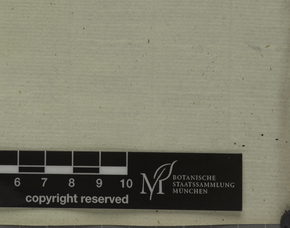 6 7 8 9 10
copyright reserved
M
BOTANISCHE
STAATSSAMMLUNG
MÜNCHEN